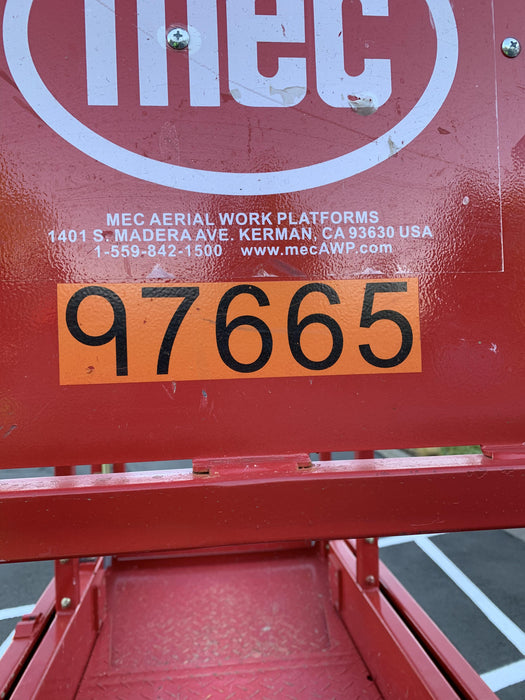 mec
MEC AERIAL WORK PLATFORMS
1401 S. MADERA AVE. KERMAN, CA 93630 USA
1-559-842-1500 www.mecAWP.com
97665